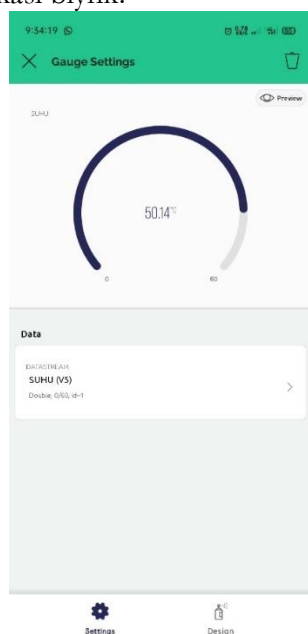 9:34:19
Gauge Settings
Preview
SUHU
50.14°C
0
60
Data
DATASTREAM
SUHU (V5)
Double, 0/60, id=1
Settings
Design